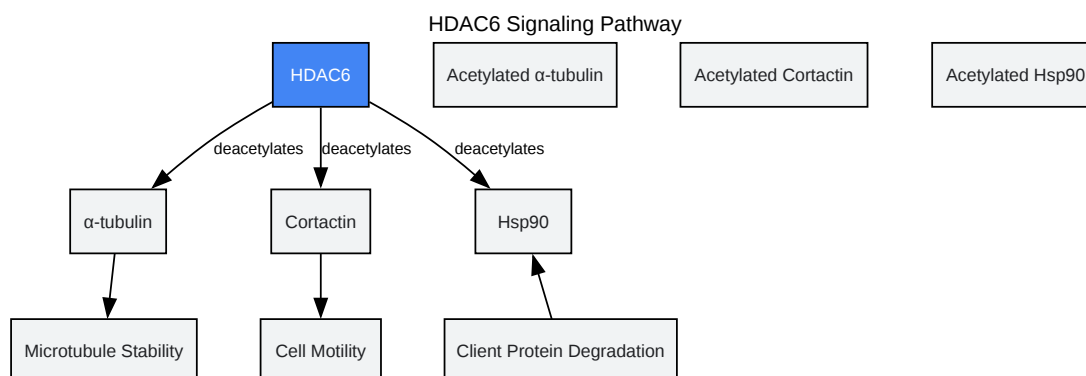 HDAC6 Signaling Pathway
HDAC6
Acetylated α-tubulin
Acetylated Cortactin
Acetylated Hsp90
deacetylates
deacetylates
deacetylates
α-tubulin
Cortactin
Hsp90
Microtubule Stability
Cell Motility
Client Protein Degradation